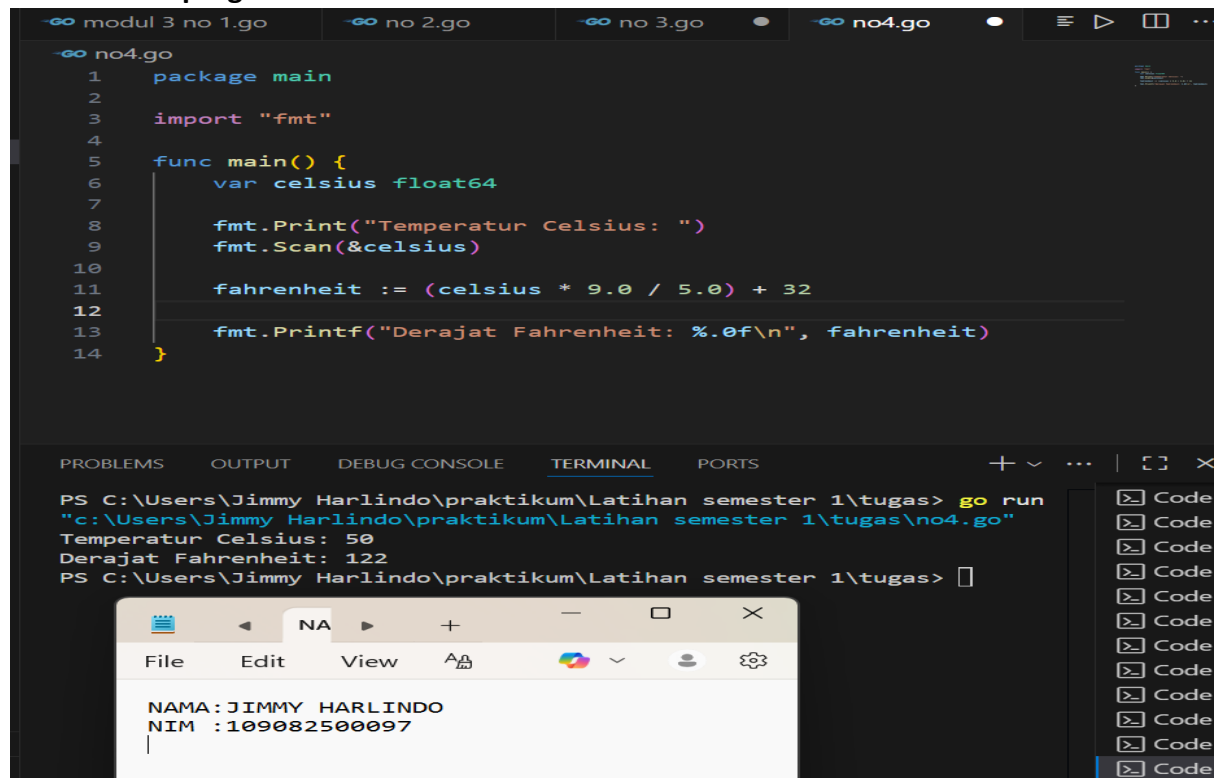 modul 3 no 1.go no 2.go no 3.go no4.go
no4.go
1 package main
2
3 import "fmt"
4
5 func main() {
6 var celsius float64
7
8 fmt.Print("Temperatur Celsius: ")
9 fmt.Scan(&celsius)
10
11 fahrenheit := (celsius * 9.0 / 5.0) + 32
12
13 fmt.Printf("Derajat Fahrenheit: %.0f\n", fahrenheit)
14 }
PROBLEMS OUTPUT DEBUG CONSOLE TERMINAL PORTS
PS C:\Users\Jimmy Harlindo\praktikum\Latihan semester 1\tugas> go run
"c:\Users\Jimmy Harlindo\praktikum\Latihan semester 1\tugas\no4.go"
Temperatur Celsius: 50
Derajat Fahrenheit: 122
PS C:\Users\Jimmy Harlindo\praktikum\Latihan semester 1\tugas>
Code
Code
Code
Code
Code
Code
Code
Code
Code
Code
Code
Code
NA
File Edit View
NAMA:JIMMY HARLINDO
NIM :109082500097